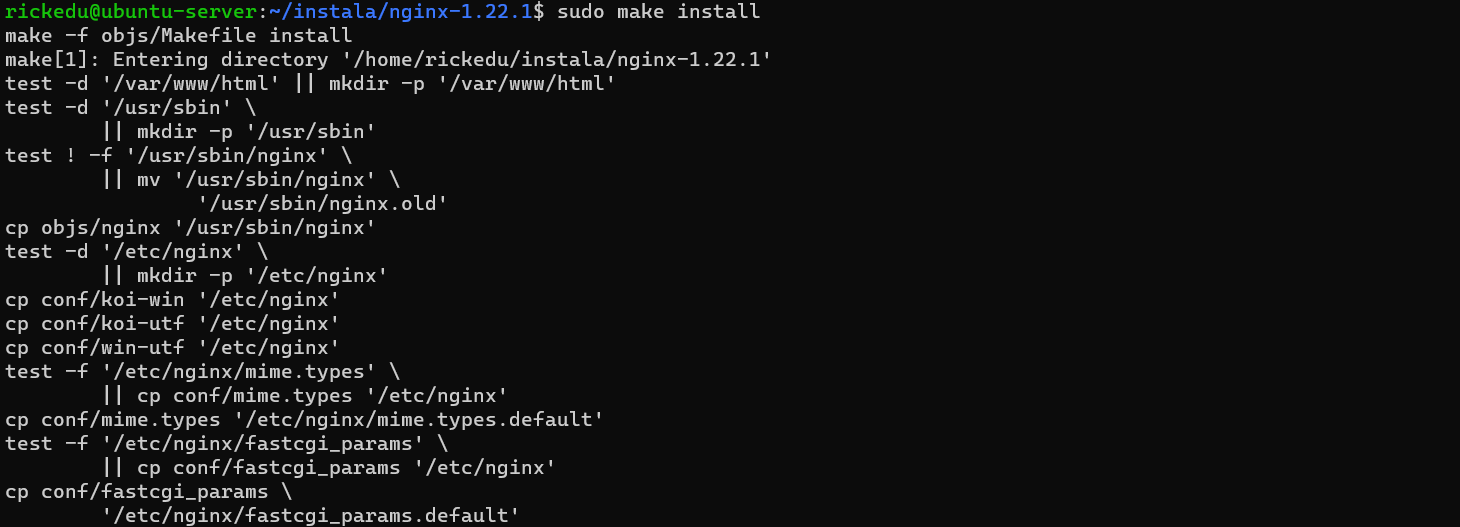 rickedu@ubuntu-server:~/instala/nginx-1.22.1$ sudo make install
make -f objs/Makefile install
make[1]: Entering directory '/home/rickedu/instala/nginx-1.22.1'
test -d '/var/www/html' || mkdir -p '/var/www/html'
test -d '/usr/sbin' \
        || mkdir -p '/usr/sbin'
test ! -f '/usr/sbin/nginx' \
        || mv '/usr/sbin/nginx' \
                '/usr/sbin/nginx.old'
cp objs/nginx '/usr/sbin/nginx'
test -d '/etc/nginx' \
        || mkdir -p '/etc/nginx'
cp conf/koi-win '/etc/nginx'
cp conf/koi-utf '/etc/nginx'
cp conf/win-utf '/etc/nginx'
test -f '/etc/nginx/mime.types' \
        || cp conf/mime.types '/etc/nginx'
cp conf/mime.types '/etc/nginx/mime.types.default'
test -f '/etc/nginx/fastcgi_params' \
        || cp conf/fastcgi_params '/etc/nginx'
cp conf/fastcgi_params \
        '/etc/nginx/fastcgi_params.default'